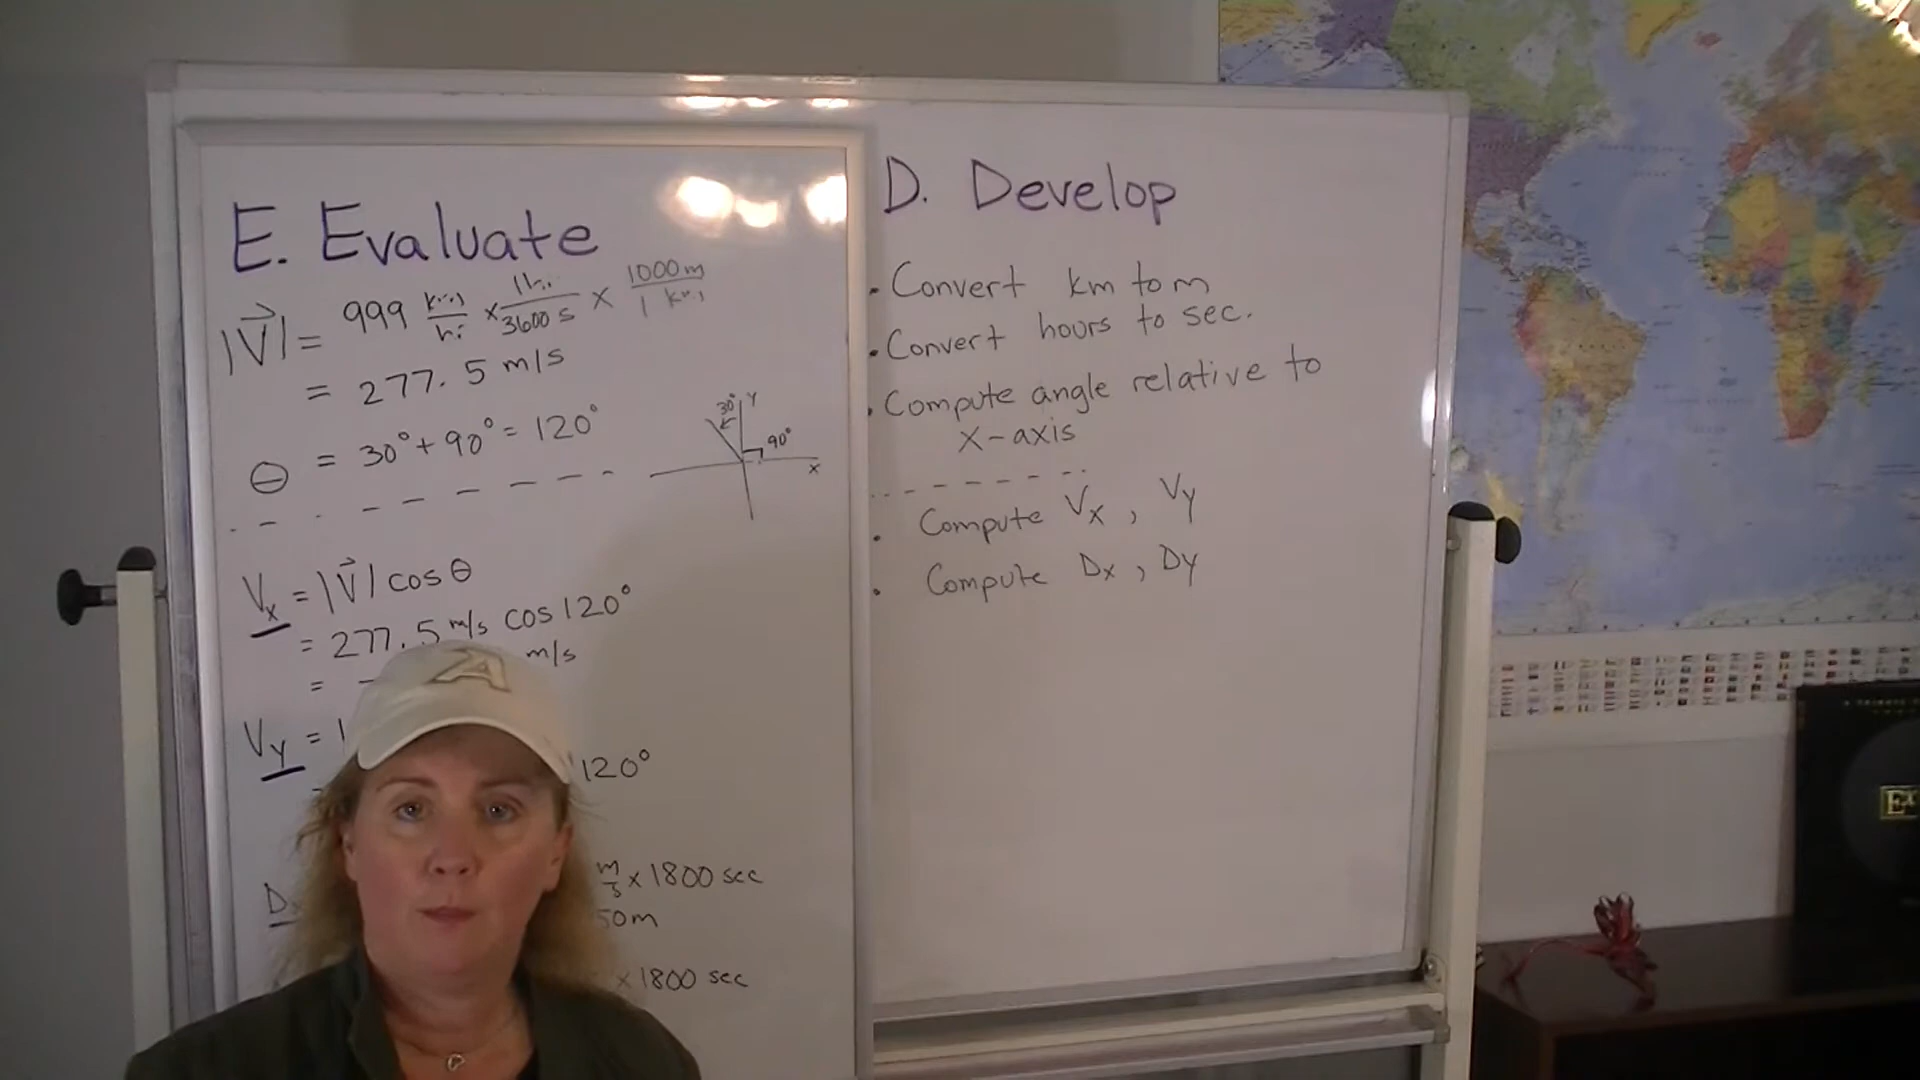 E. Evaluate
|V| = 999 km/hr × 1hr/3600 s × 1000m/1 km
= 277.5 m/s
θ = 30° + 90° = 120°
30° Y
90°
X
Vx = |V| cos θ
= 277.5 m/s cos 120°
= - m/s
Vy =
120°
D
m/s × 1800 sec
50m
× 1800 sec
A
D. Develop
• Convert km to m
• Convert hours to sec.
• Compute angle relative to
X-axis
• Compute Vx, Vy
• Compute Dx, Dy